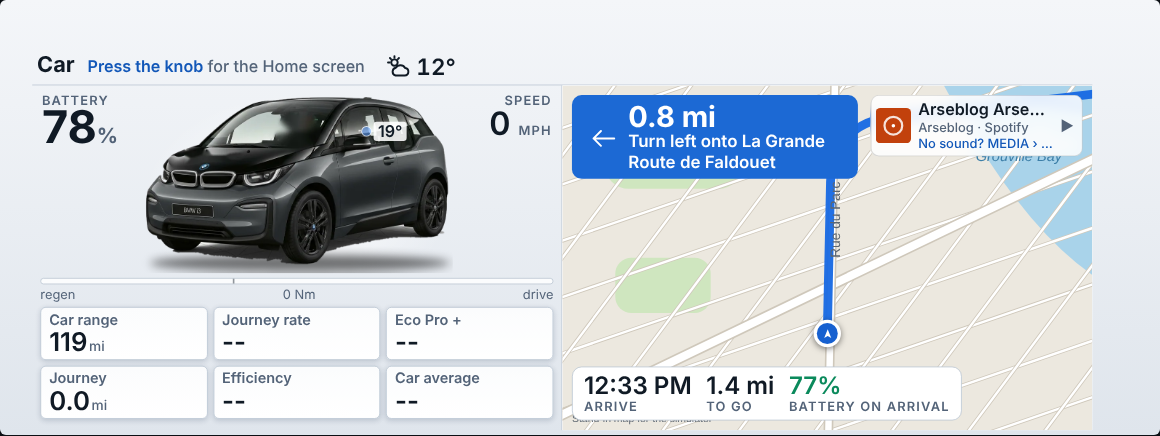 Car Press the knob for the Home screen 12°
BATTERY
78%
SPEED
0 MPH
19°
regen
0 Nm
drive
Car range
119 mi
Journey rate
--
Eco Pro +
--
Journey
0.0 mi
Efficiency
--
Car average
--
0.8 mi
Turn left onto La Grande
Route de Faldouet
Arseblog Arse...
Arseblog · Spotify
No sound? MEDIA › ...
Grouville Bay
Rue du Parc
12:33 PM
ARRIVE
1.4 mi
TO GO
77%
BATTERY ON ARRIVAL